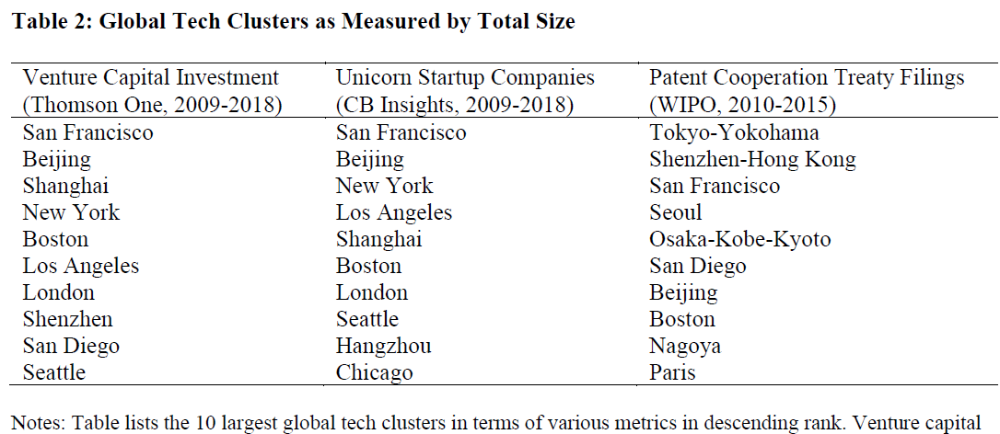 Table 2: Global Tech Clusters as Measured by Total Size
Venture Capital Investment Unicorn Startup Companies Patent Cooperation Treaty Filings
(Thomson One, 2009-2018) (CB Insights, 2009-2018) (WIPO, 2010-2015)
San Francisco San Francisco Tokyo-Yokohama
Beijing Beijing Shenzhen-Hong Kong
Shanghai New York San Francisco
New York Los Angeles Seoul
Boston Shanghai Osaka-Kobe-Kyoto
Los Angeles Boston San Diego
London London Beijing
Shenzhen Seattle Boston
San Diego Hangzhou Nagoya
Seattle Chicago Paris
Notes: Table lists the 10 largest global tech clusters in terms of various metrics in descending rank. Venture capital